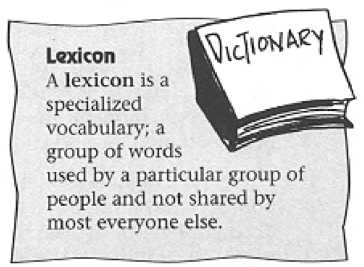 DICTIONARY
Lexicon
A lexicon is a
specialized
vocabulary; a
group of words
used by a particular group of
people and not shared by
most everyone else.